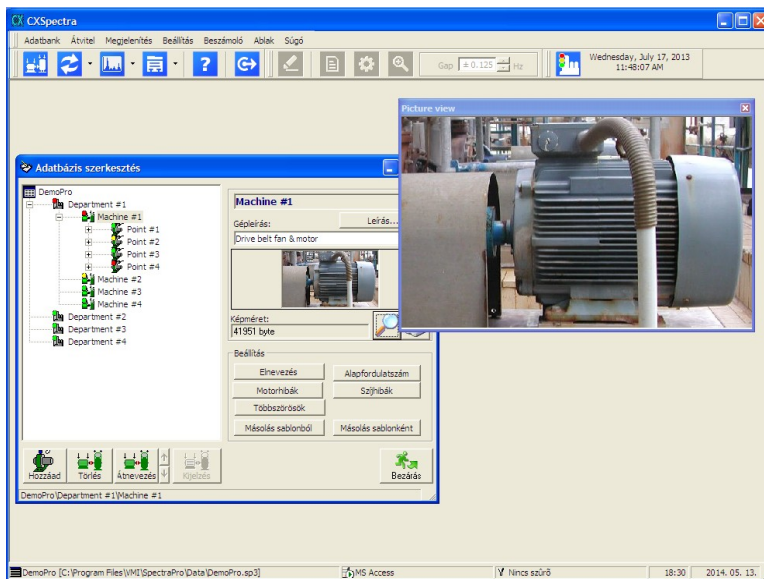 CXSpectra
Adatbank Átvitel Megjelenítés Beállítás Beszámoló Ablak Súgó
Gap ± 0.125 Hz
Wednesday, July 17, 2013
11:48:07 AM
Picture view
Adatbázis szerkesztés
DemoPro
Department #1
Machine #1
Point #1
Point #2
Point #3
Point #4
Machine #2
Machine #3
Machine #4
Department #2
Department #3
Department #4
Machine #1
Gépleírás:
Leírás...
Drive belt fan & motor
Képméret:
41951 byte
Beállítás
Elnevezés Alapfordulatszám
Motorhibák Szíjhibák
Többszörösök
Másolás sablonból Másolás sablonként
Hozzáad Törlés Átnevezés Kijelzés Bezárás
DemoPro\Department #1\Machine #1
DemoPro [C:\Program Files\VMI\SpectraPro\Data\DemoPro.sp3] MS Access Nincs szűrő 18:30 2014. 05. 13.